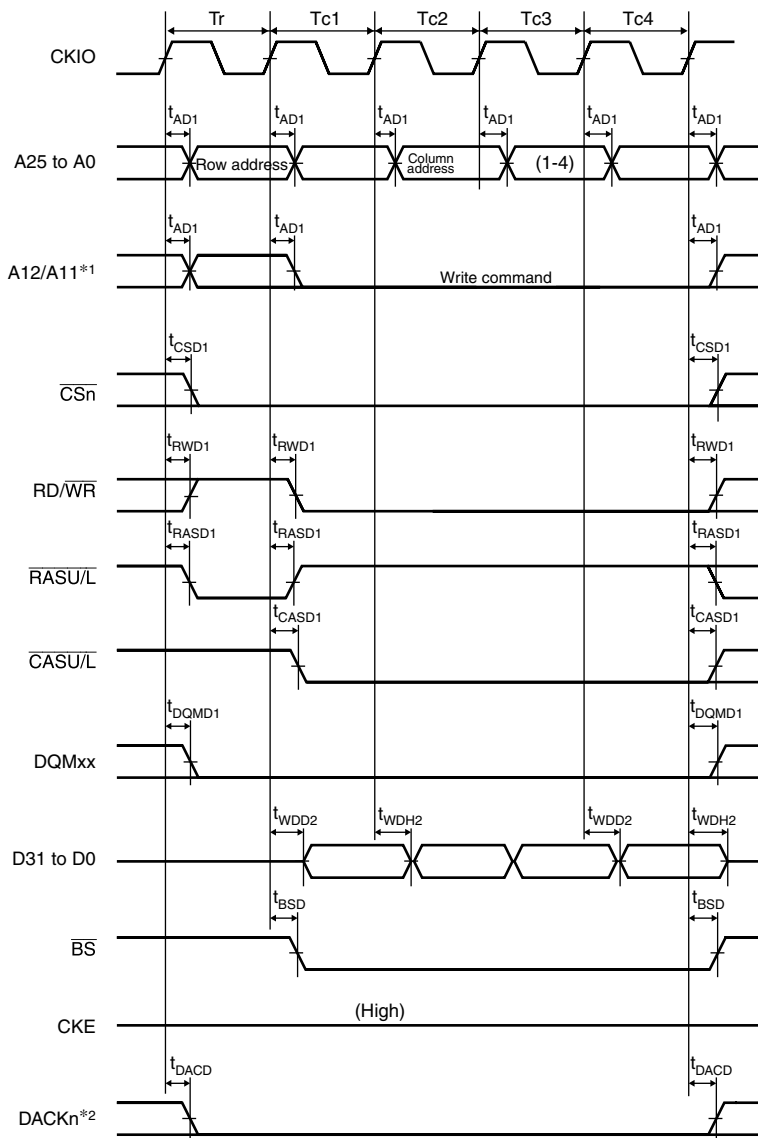 Tr Tc1 Tc2 Tc3 Tc4
CKIO
tAD1 tAD1 tAD1 tAD1 tAD1 tAD1
A25 to A0 Row address Column address (1-4)
tAD1 tAD1 tAD1
A12/A11*1 Write command
tCSD1 tCSD1
CSn
tRWD1 tRWD1 tRWD1
RD/WR
tRASD1 tRASD1 tRASD1
RASU/L
tCASD1 tCASD1
CASU/L
tDQMD1 tDQMD1
DQMxx
tWDD2 tWDH2 tWDD2 tWDH2
D31 to D0
tBSD tBSD
BS
(High)
CKE
tDACD tDACD
DACKn*2